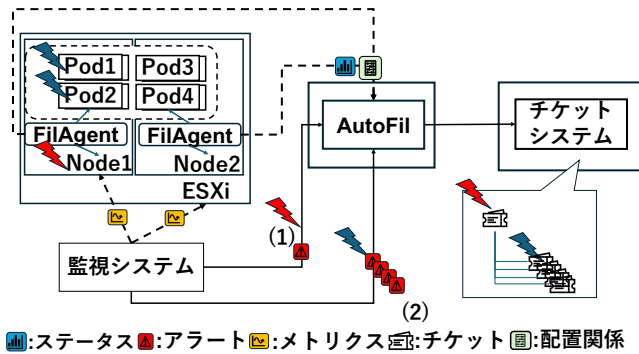 Pod1
Pod3
Pod2
Pod4
FilAgent
FilAgent
Node1
Node2
ESXi
AutoFil
チケット
システム
監視システム
(1)
(2)
:ステータス
:アラート
:メトリクス
:チケット
:配置関係